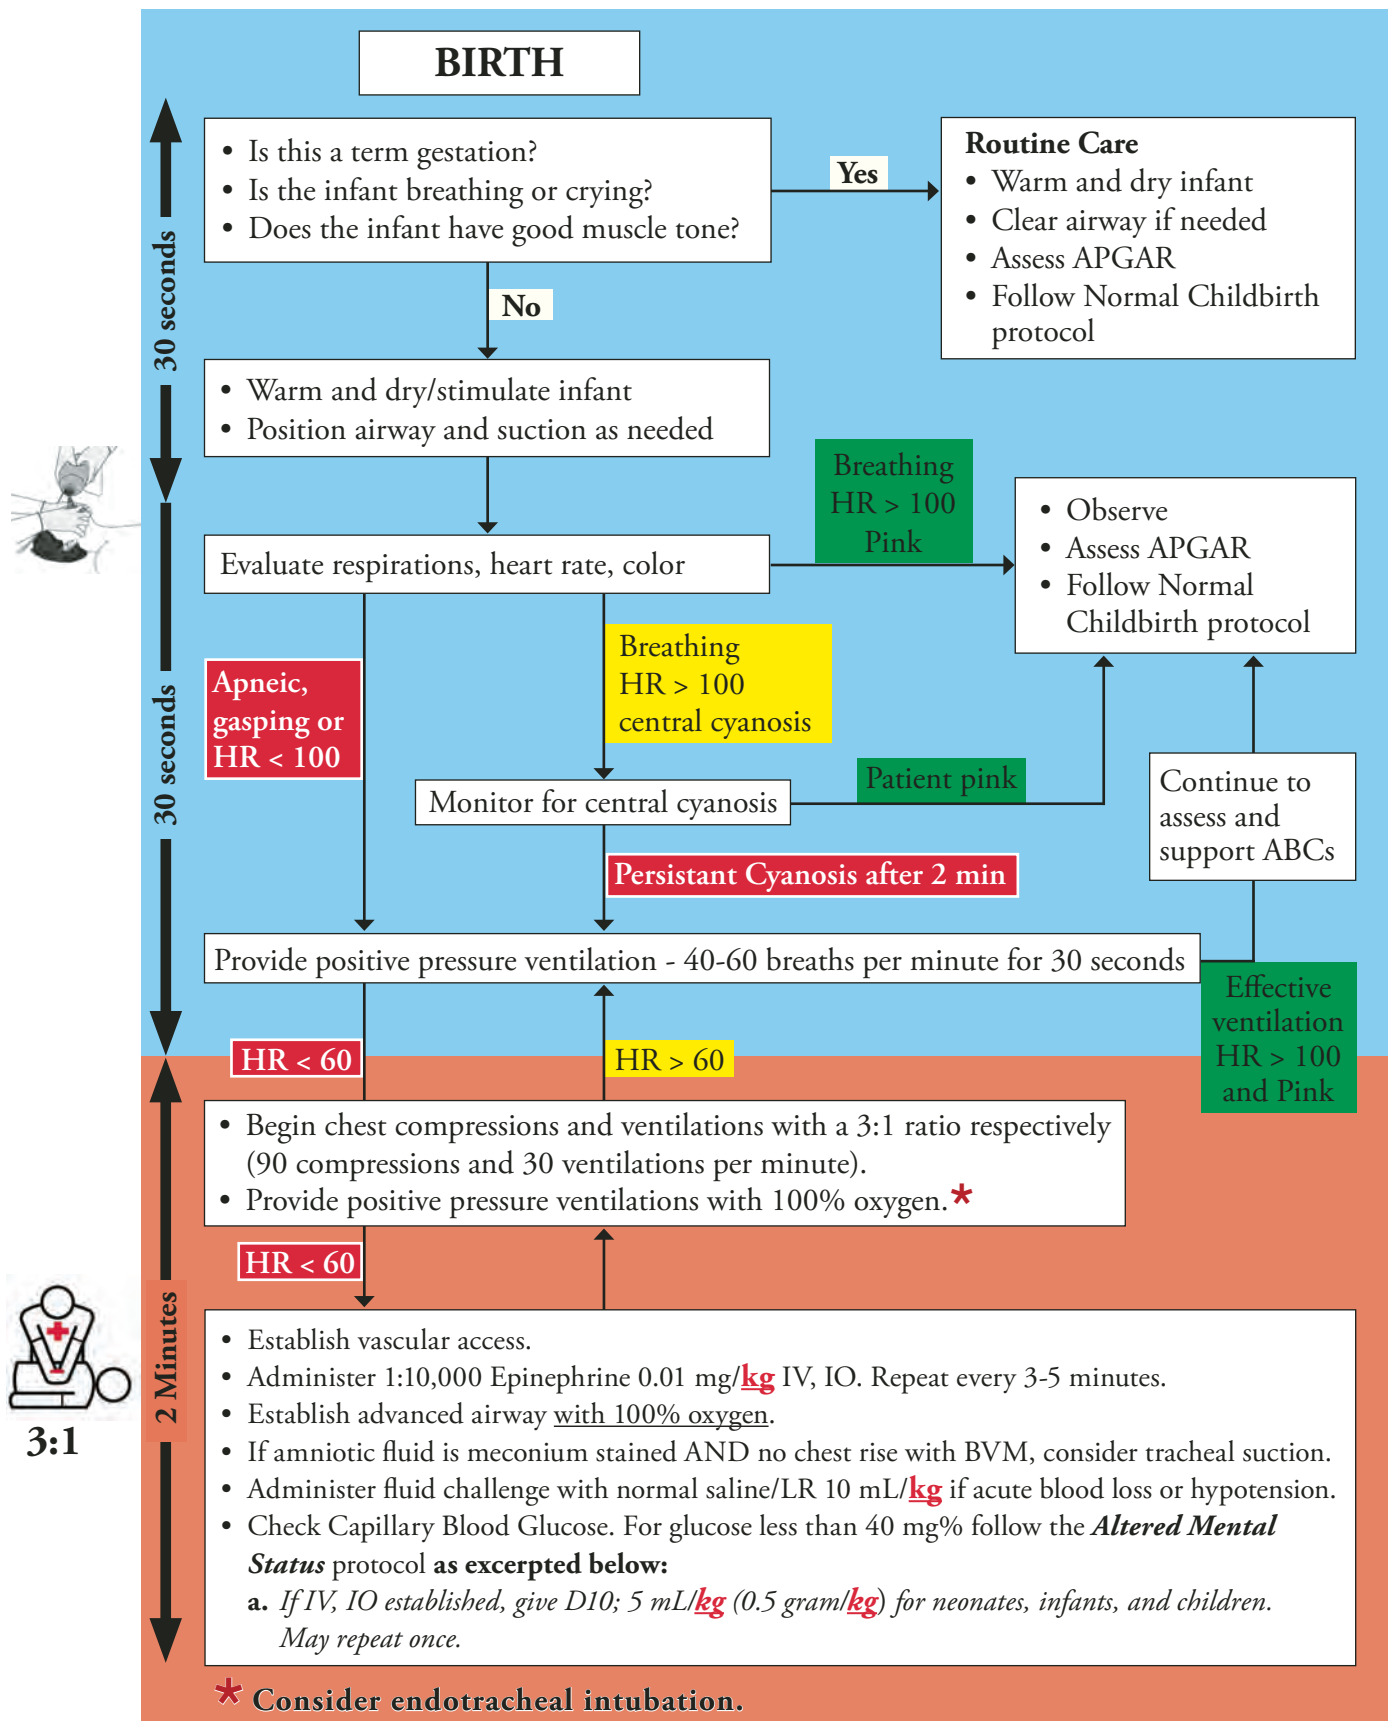 BIRTH
• Is this a term gestation?
• Is the infant breathing or crying?
• Does the infant have good muscle tone?
Yes
Routine Care
• Warm and dry infant
• Clear airway if needed
• Assess APGAR
• Follow Normal Childbirth
protocol
30 seconds
No
• Warm and dry/stimulate infant
• Position airway and suction as needed
Breathing
HR > 100
Pink
Evaluate respirations, heart rate, color
• Observe
• Assess APGAR
• Follow Normal
Childbirth protocol
30 seconds
Apneic,
gasping or
HR < 100
Breathing
HR > 100
central cyanosis
Monitor for central cyanosis
Patient pink
Continue to
assess and
support ABCs
Persistant Cyanosis after 2 min
Provide positive pressure ventilation - 40-60 breaths per minute for 30 seconds
Effective
ventilation
HR > 100
and Pink
HR < 60
HR > 60
• Begin chest compressions and ventilations with a 3:1 ratio respectively
(90 compressions and 30 ventilations per minute).
• Provide positive pressure ventilations with 100% oxygen.*
HR < 60
2 Minutes
3:1
• Establish vascular access.
• Administer 1:10,000 Epinephrine 0.01 mg/kg IV, IO. Repeat every 3-5 minutes.
• Establish advanced airway with 100% oxygen.
• If amniotic fluid is meconium stained AND no chest rise with BVM, consider tracheal suction.
• Administer fluid challenge with normal saline/LR 10 mL/kg if acute blood loss or hypotension.
• Check Capillary Blood Glucose. For glucose less than 40 mg% follow the Altered Mental
Status protocol as excerpted below:
a. If IV, IO established, give D10; 5 mL/kg (0.5 gram/kg) for neonates, infants, and children.
May repeat once.
* Consider endotracheal intubation.